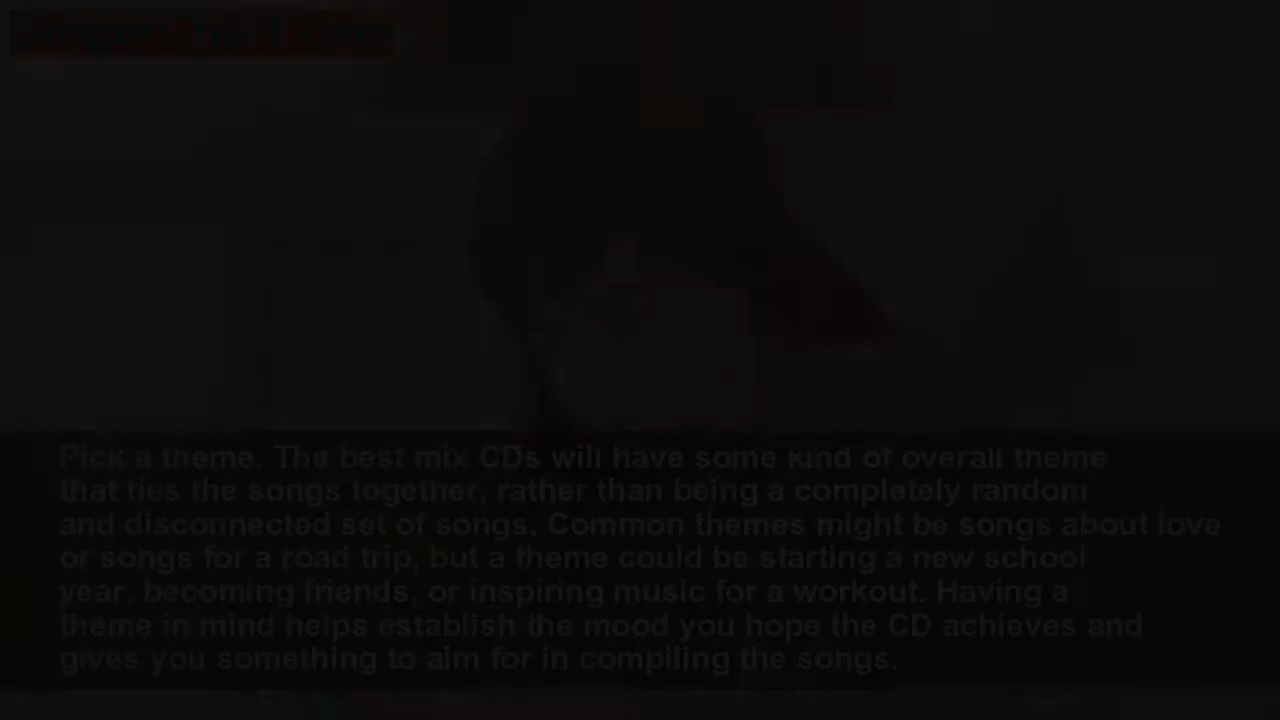 SingerChart.com
Pick a theme. The best mix CDs will have some kind of overall theme
that ties the songs together, rather than being a completely random
and disconnected set of songs. Common themes might be songs about love
or songs for a road trip, but a theme could be starting a new school
year, becoming friends, or inspiring music for a workout. Having a
theme in mind helps establish the mood you hope the CD achieves and
gives you something to aim for in compiling the songs.